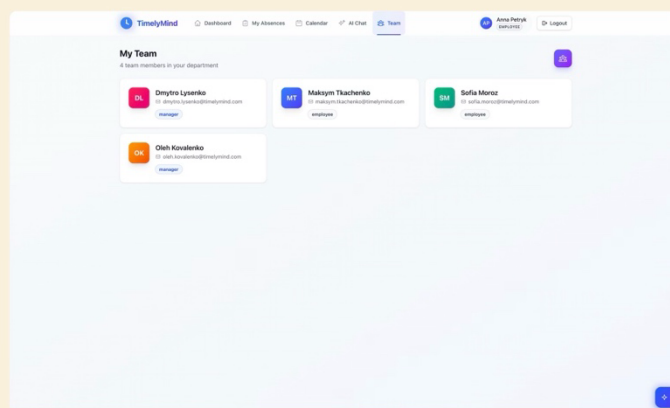 TimelyMind
Dashboard
My Absences
Calendar
AI Chat
Team
AP
Anna Petryk
EMPLOYEE
Logout
My Team
4 team members in your department
DL
Dmytro Lysenko
dmytro.lysenko@timelymind.com
manager
MT
Maksym Tkachenko
maksym.tkachenko@timelymind.com
employee
SM
Sofia Moroz
sofia.moroz@timelymind.com
employee
OK
Oleh Kovalenko
oleh.kovalenko@timelymind.com
manager